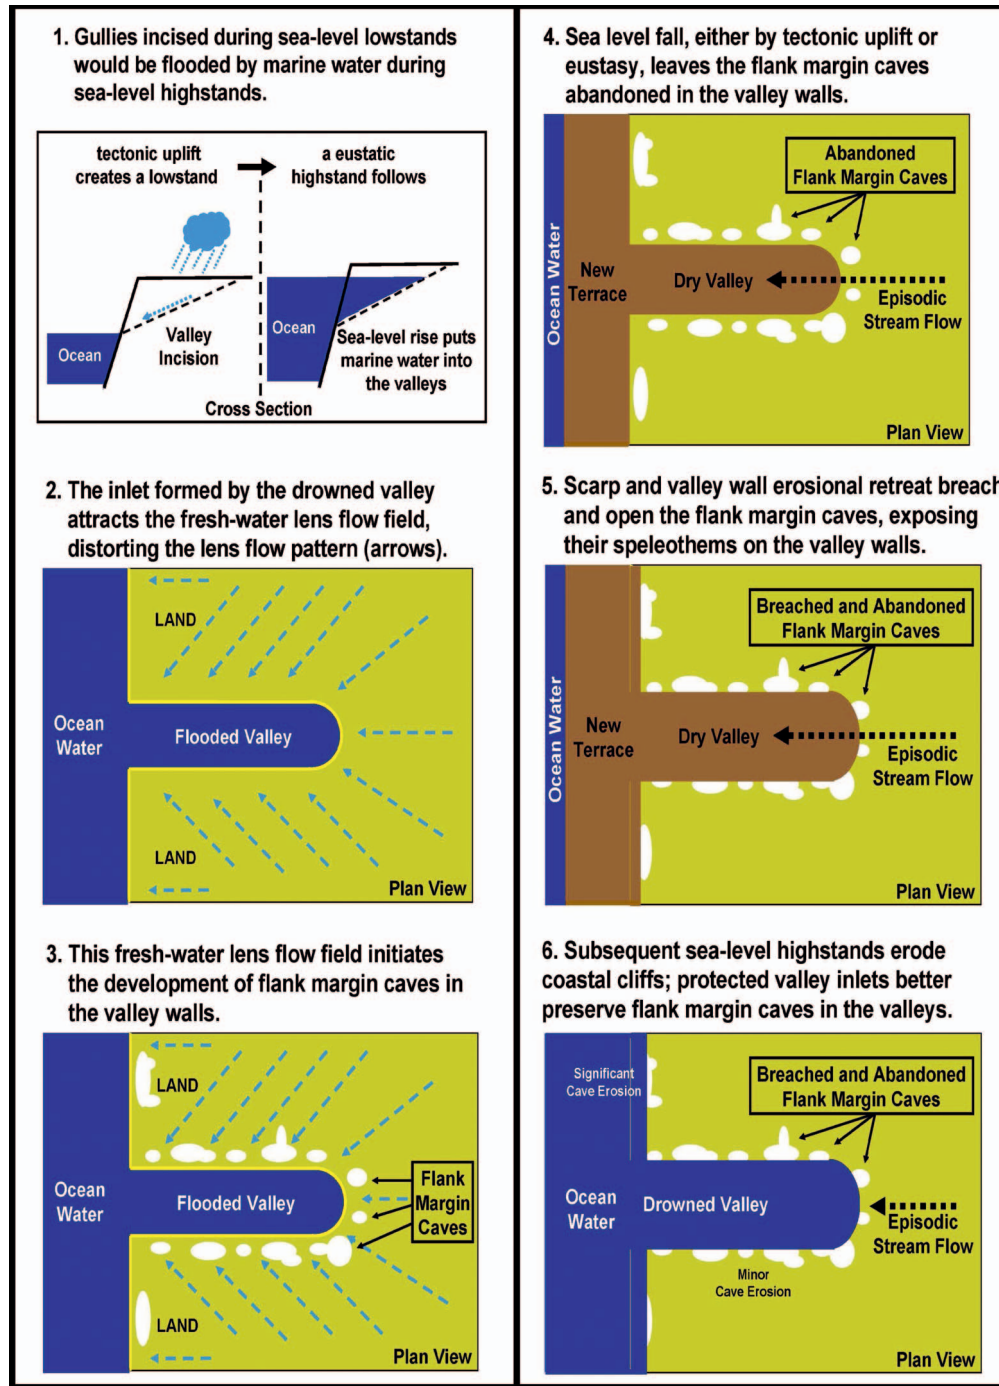 1. Gullies incised during sea-level lowstands
would be flooded by marine water during
sea-level highstands.
tectonic uplift
creates a lowstand
a eustatic
highstand follows
Ocean
Valley
Incision
Ocean
Sea-level rise puts
marine water into
the valleys
Cross Section
2. The inlet formed by the drowned valley
attracts the fresh-water lens flow field,
distorting the lens flow pattern (arrows).
LAND
Ocean
Water
Flooded Valley
LAND
Plan View
3. This fresh-water lens flow field initiates
the development of flank margin caves in
the valley walls.
LAND
Ocean
Water
Flooded Valley
Flank
Margin
Caves
LAND
Plan View
4. Sea level fall, either by tectonic uplift or
eustasy, leaves the flank margin caves
abandoned in the valley walls.
Abandoned
Flank Margin Caves
Ocean Water
New
Terrace
Dry Valley
Episodic
Stream Flow
Plan View
5. Scarp and valley wall erosional retreat breach
and open the flank margin caves, exposing
their speleothems on the valley walls.
Breached and Abandoned
Flank Margin Caves
Ocean Water
New
Terrace
Dry Valley
Episodic
Stream Flow
Plan View
6. Subsequent sea-level highstands erode
coastal cliffs; protected valley inlets better
preserve flank margin caves in the valleys.
Significant
Cave Erosion
Breached and Abandoned
Flank Margin Caves
Ocean
Water
Drowned Valley
Episodic
Stream Flow
Minor
Cave Erosion
Plan View